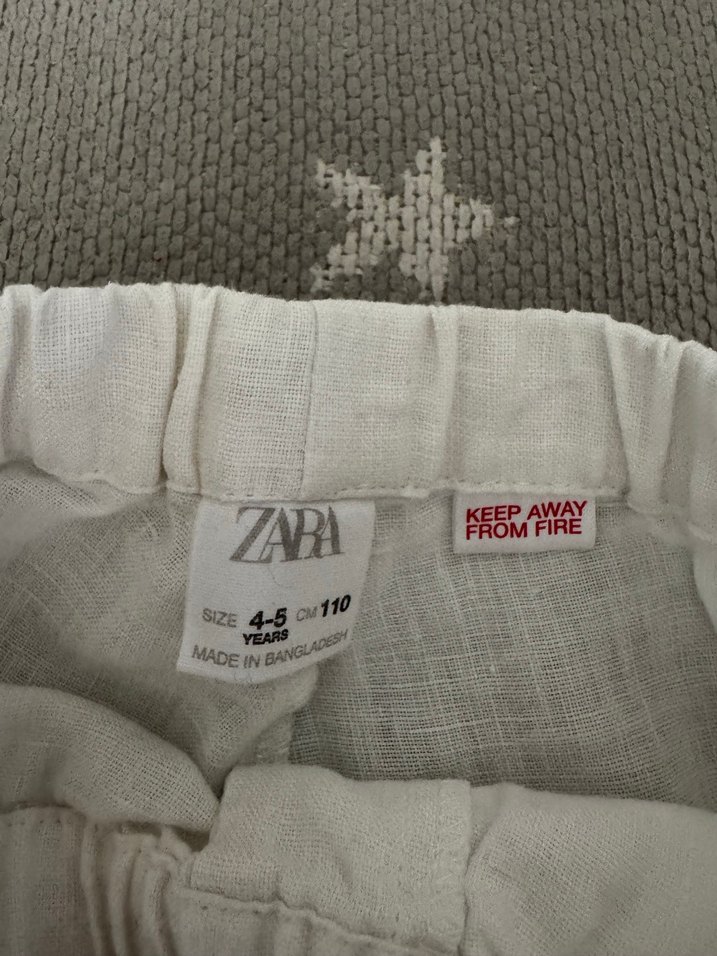 ZARA
SIZE 4-5 CM 110
YEARS
MADE IN BANGLADESH
KEEP AWAY
FROM FIRE